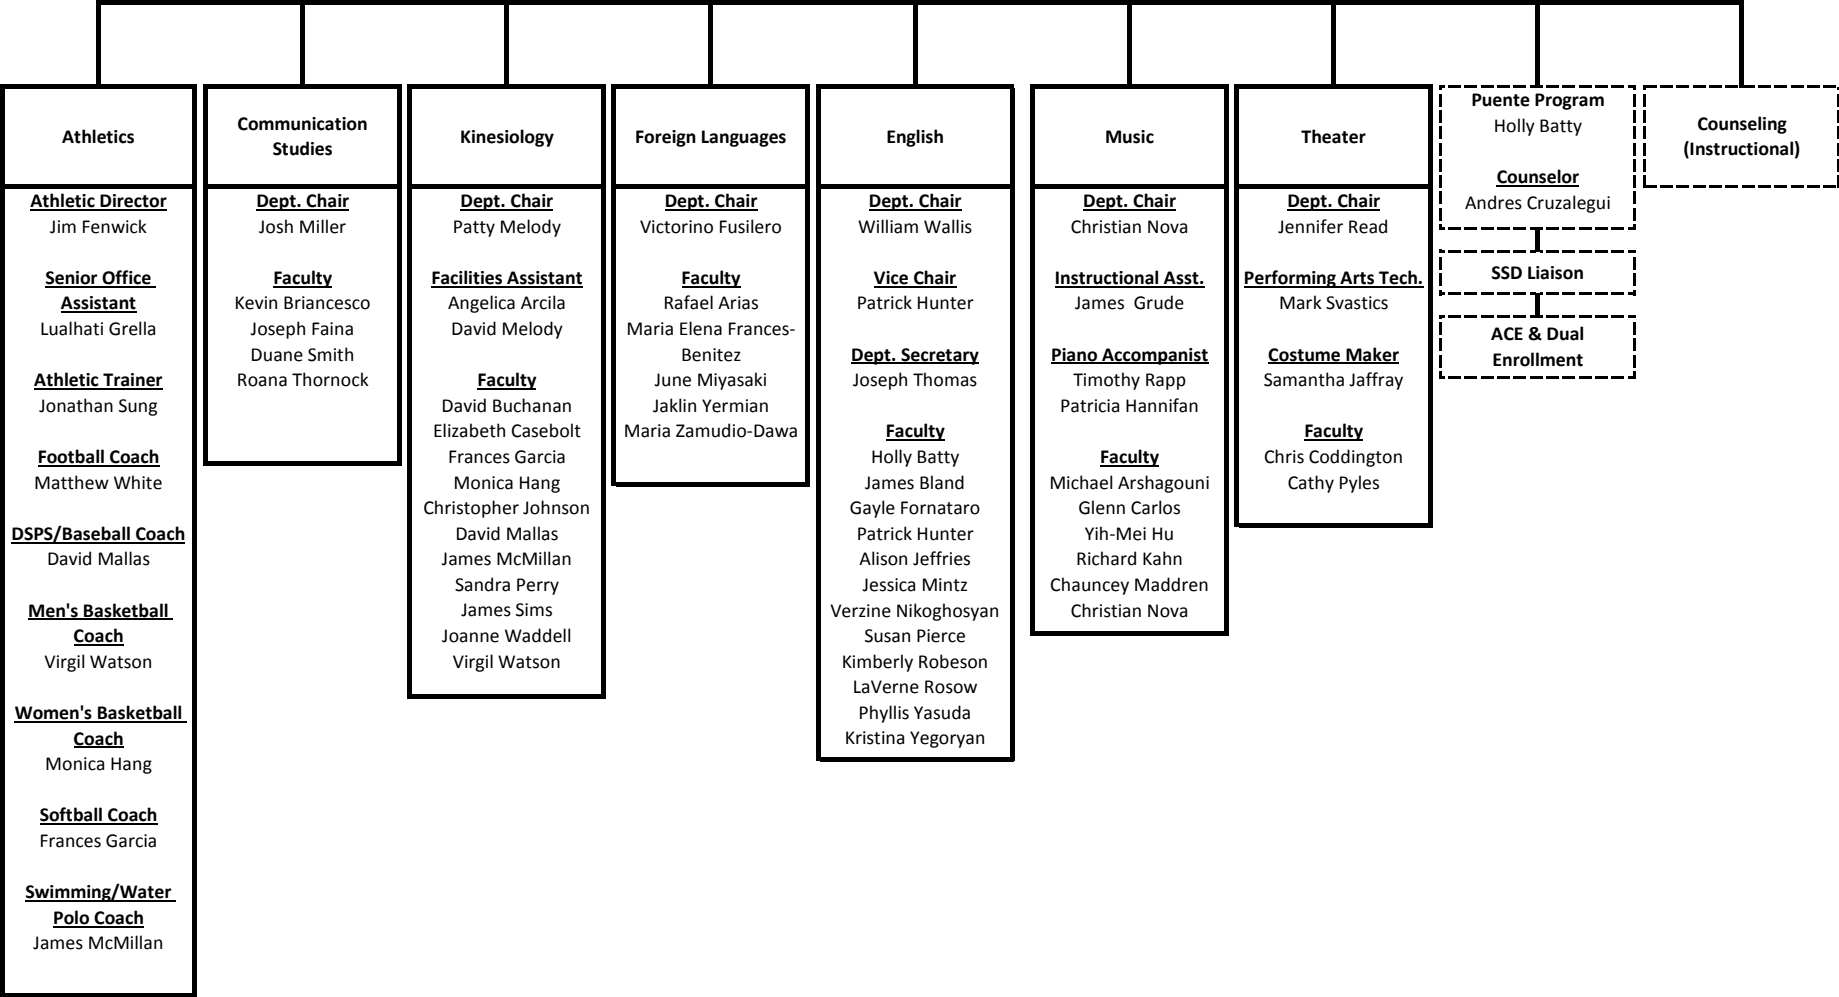 Athletics
Athletic Director
Jim Fenwick
Senior Office
Assistant
Lualhati Grella
Athletic Trainer
Jonathan Sung
Football Coach
Matthew White
DSPS/Baseball Coach
David Mallas
Men's Basketball
Coach
Virgil Watson
Women's Basketball
Coach
Monica Hang
Softball Coach
Frances Garcia
Swimming/Water
Polo Coach
James McMillan
Communication
Studies
Dept. Chair
Josh Miller
Faculty
Kevin Briancesco
Joseph Faina
Duane Smith
Roana Thornock
Kinesiology
Dept. Chair
Patty Melody
Facilities Assistant
Angelica Arcila
David Melody
Faculty
David Buchanan
Elizabeth Casebolt
Frances Garcia
Monica Hang
Christopher Johnson
David Mallas
James McMillan
Sandra Perry
James Sims
Joanne Waddell
Virgil Watson
Foreign Languages
Dept. Chair
Victorino Fusilero
Faculty
Rafael Arias
Maria Elena Frances-
Benitez
June Miyasaki
Jaklin Yermian
Maria Zamudio-Dawa
English
Dept. Chair
William Wallis
Vice Chair
Patrick Hunter
Dept. Secretary
Joseph Thomas
Faculty
Holly Batty
James Bland
Gayle Fornataro
Patrick Hunter
Alison Jeffries
Jessica Mintz
Verzine Nikoghosyan
Susan Pierce
Kimberly Robeson
LaVerne Rosow
Phyllis Yasuda
Kristina Yegoryan
Music
Dept. Chair
Christian Nova
Instructional Asst.
James Grude
Piano Accompanist
Timothy Rapp
Patricia Hannifan
Faculty
Michael Arshagouni
Glenn Carlos
Yih-Mei Hu
Richard Kahn
Chauncey Maddren
Christian Nova
Theater
Dept. Chair
Jennifer Read
Performing Arts Tech.
Mark Svastics
Costume Maker
Samantha Jaffray
Faculty
Chris Coddington
Cathy Pyles
Puente Program
Holly Batty
Counselor
Andres Cruzalegui
SSD Liaison
ACE & Dual
Enrollment
Counseling
(Instructional)